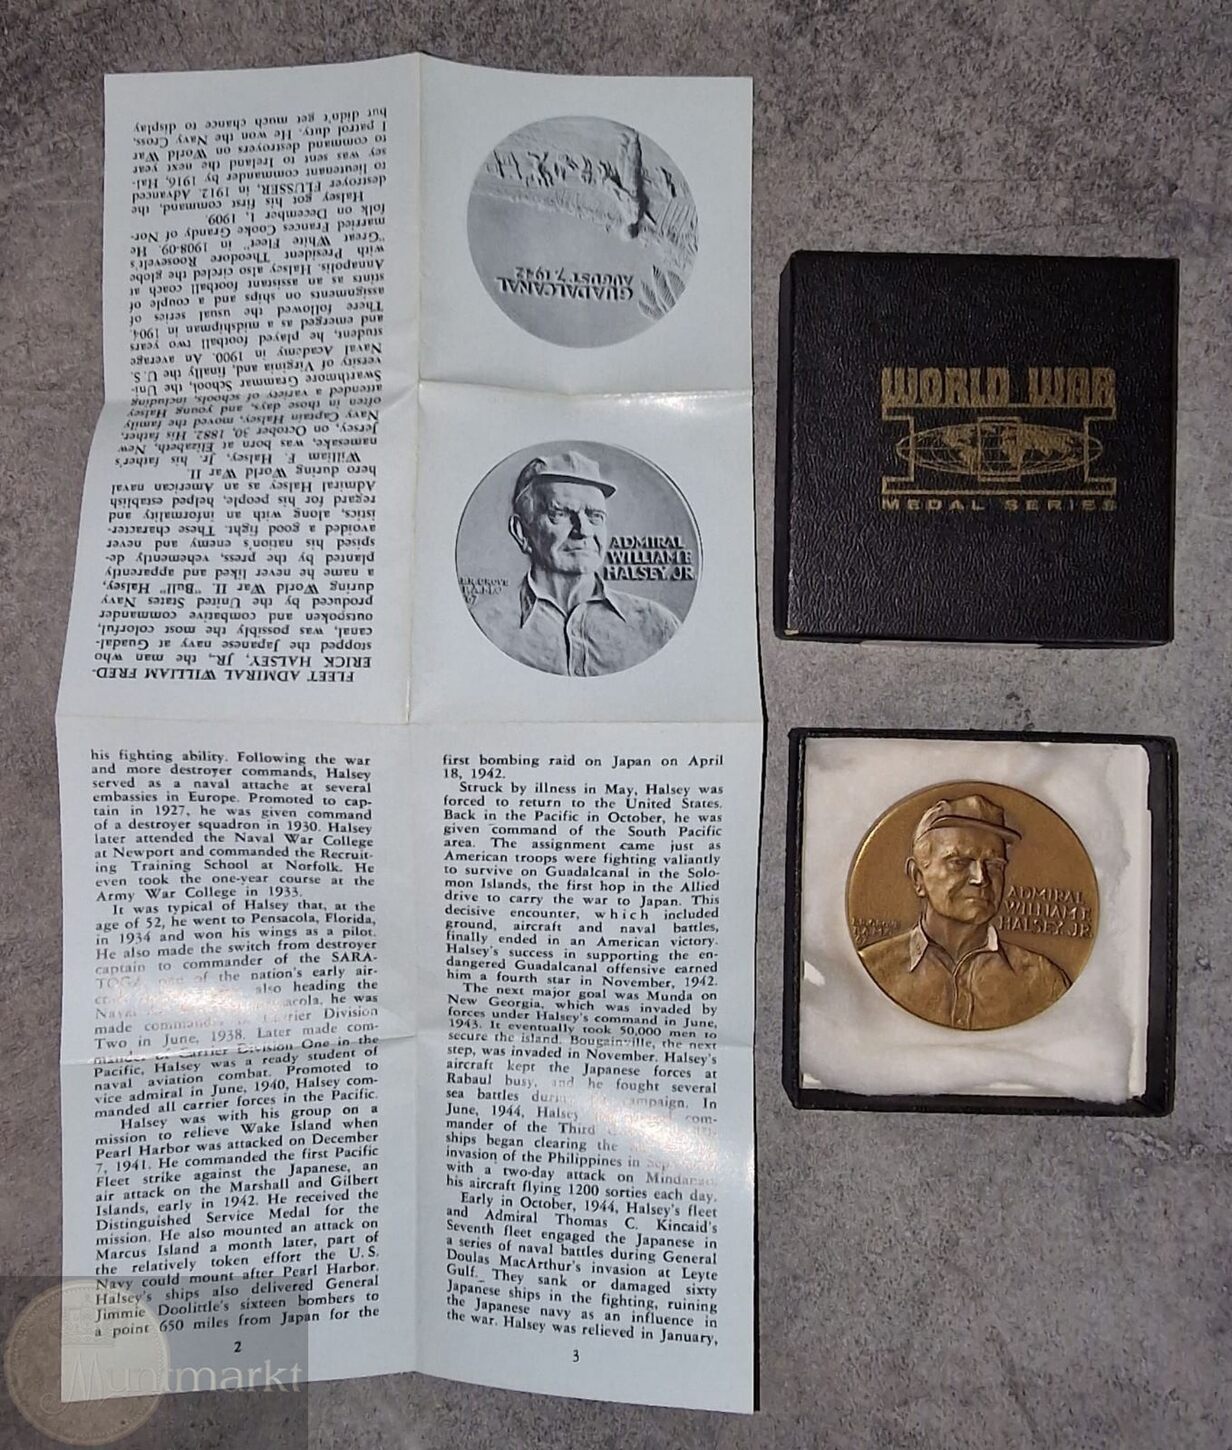 FLEET ADMIRAL WILLIAM FRED-
ERICK HALSEY, JR., the man who
stopped the Japanese navy at Guadal-
canal, was possibly the most colorful,
outspoken and combative commander
produced by the United States Navy
during World War II. "Bull" Halsey,
a name he never liked and apparently
planted by the press, vehemently de-
spised his nation's enemy and never
avoided a good fight. These character-
istics, along with an informality and
regard for his people, helped establish
Admiral Halsey as an American naval
hero during World War II.
William F. Halsey, Jr. his father's
namesake, was born at Elizabeth, New
Jersey, on October 30, 1882. His father,
Navy Captain Halsey, moved the family
often in those days, and young Halsey
attended a variety of schools, including
Swarthmore Grammar School, the Uni-
versity of Virginia and, finally the U. S.
Naval Academy in 1900. An average
student, he played football two years
and emerged as a midshipman in 1904.
There followed the usual series of
assignments on ships and a couple of
stints as an assistant football coach at
Annapolis. Halsey also circled the globe
with President Theodore Roosevelt's
"Great White Fleet" in 1908-09. He
married Frances Cooke Grandy of Nor-
folk on December 1, 1909.
Halsey got his first command, the
destroyer FLUSSER, in 1912. Advanced
to lieutenant commander by 1916, Hal-
sey was sent to Ireland the next year
to command destroyers on World War
I patrol duty. He won the Navy Cross,
but didn't get much chance to display
GUADALCANAL
AUGUST 7, 1942
ADMIRAL
WILLIAM F.
HALSEY, JR.
E.R. GROVE
his fighting ability. Following the war
and more destroyer commands, Halsey
served as a naval attache at several
embassies in Europe. Promoted to cap-
tain in 1927, he was given command
of a destroyer squadron in 1930. Halsey
later attended the Naval War College
at Newport and commanded the Recruit-
ing Training School at Norfolk. He
even took the one-year course at the
Army War College in 1933.
It was typical of Halsey that, at the
age of 52, he went to Pensacola, Florida,
in 1934 and won his wings as a pilot.
He also made the switch from destroyer
captain to commander of the SARA-
TOGA, part of the nation's early air-
also heading the
Naval he was
made Carrier Division
Two in June, 1938. Later made com-
mander of Carrier Division One in the
Pacific, Halsey was a ready student of
naval aviation combat. Promoted to
vice admiral in June, 1940, Halsey com-
manded all carrier forces in the Pacific.
Halsey was with his group on a
mission to relieve Wake Island when
Pearl Harbor was attacked on December
7, 1941. He commanded the first Pacific
Fleet strike against the Japanese, an
air attack on the Marshall and Gilbert
Islands, early in 1942. He received the
Distinguished Service Medal for the
mission. He also mounted an attack on
Marcus Island a month later, part of
the relatively token effort the U. S.
Navy could mount after Pearl Harbor.
Halsey's ships also delivered General
Jimmie Doolittle's sixteen bombers to
a point 650 miles from Japan for the
2
first bombing raid on Japan on April
18, 1942.
Struck by illness in May, Halsey was
forced to return to the United States.
Back in the Pacific in October, he was
given command of the South Pacific
area. The assignment came just as
American troops were fighting valiantly
to survive on Guadalcanal in the Solo-
mon Islands, the first hop in the Allied
drive to carry the war to Japan. This
decisive encounter, which included
ground, aircraft and naval battles,
finally ended in an American victory.
Halsey's success in supporting the en-
dangered Guadalcanal offensive earned
him a fourth star in November, 1942.
The next major goal was Munda on
New Georgia, which was invaded by
forces under Halsey's command in June,
1943. It eventually took 50,000 men to
secure the island. Bougainville, the next
step, was invaded in November. Halsey's
aircraft kept the Japanese forces at
Rabaul busy, and he fought several
sea battles during campaign. In
June, 1944, Halsey com-
mander of the Third
ships began clearing the
invasion of the Philippines in
with a two-day attack on Mindanao,
his aircraft flying 1200 sorties each day.
Early in October, 1944, Halsey's fleet
and Admiral Thomas C. Kincaid's
Seventh fleet engaged the Japanese in
a series of naval battles during General
Doulas MacArthur's invasion at Leyte
Gulf. They sank or damaged sixty
Japanese ships in the fighting, ruining
the Japanese navy as an influence in
the war. Halsey was relieved in January,
3
WORLD WAR
II
MEDAL SERIES
ADMIRAL
WILLIAM F.
HALSEY, JR.
Muntmarkt